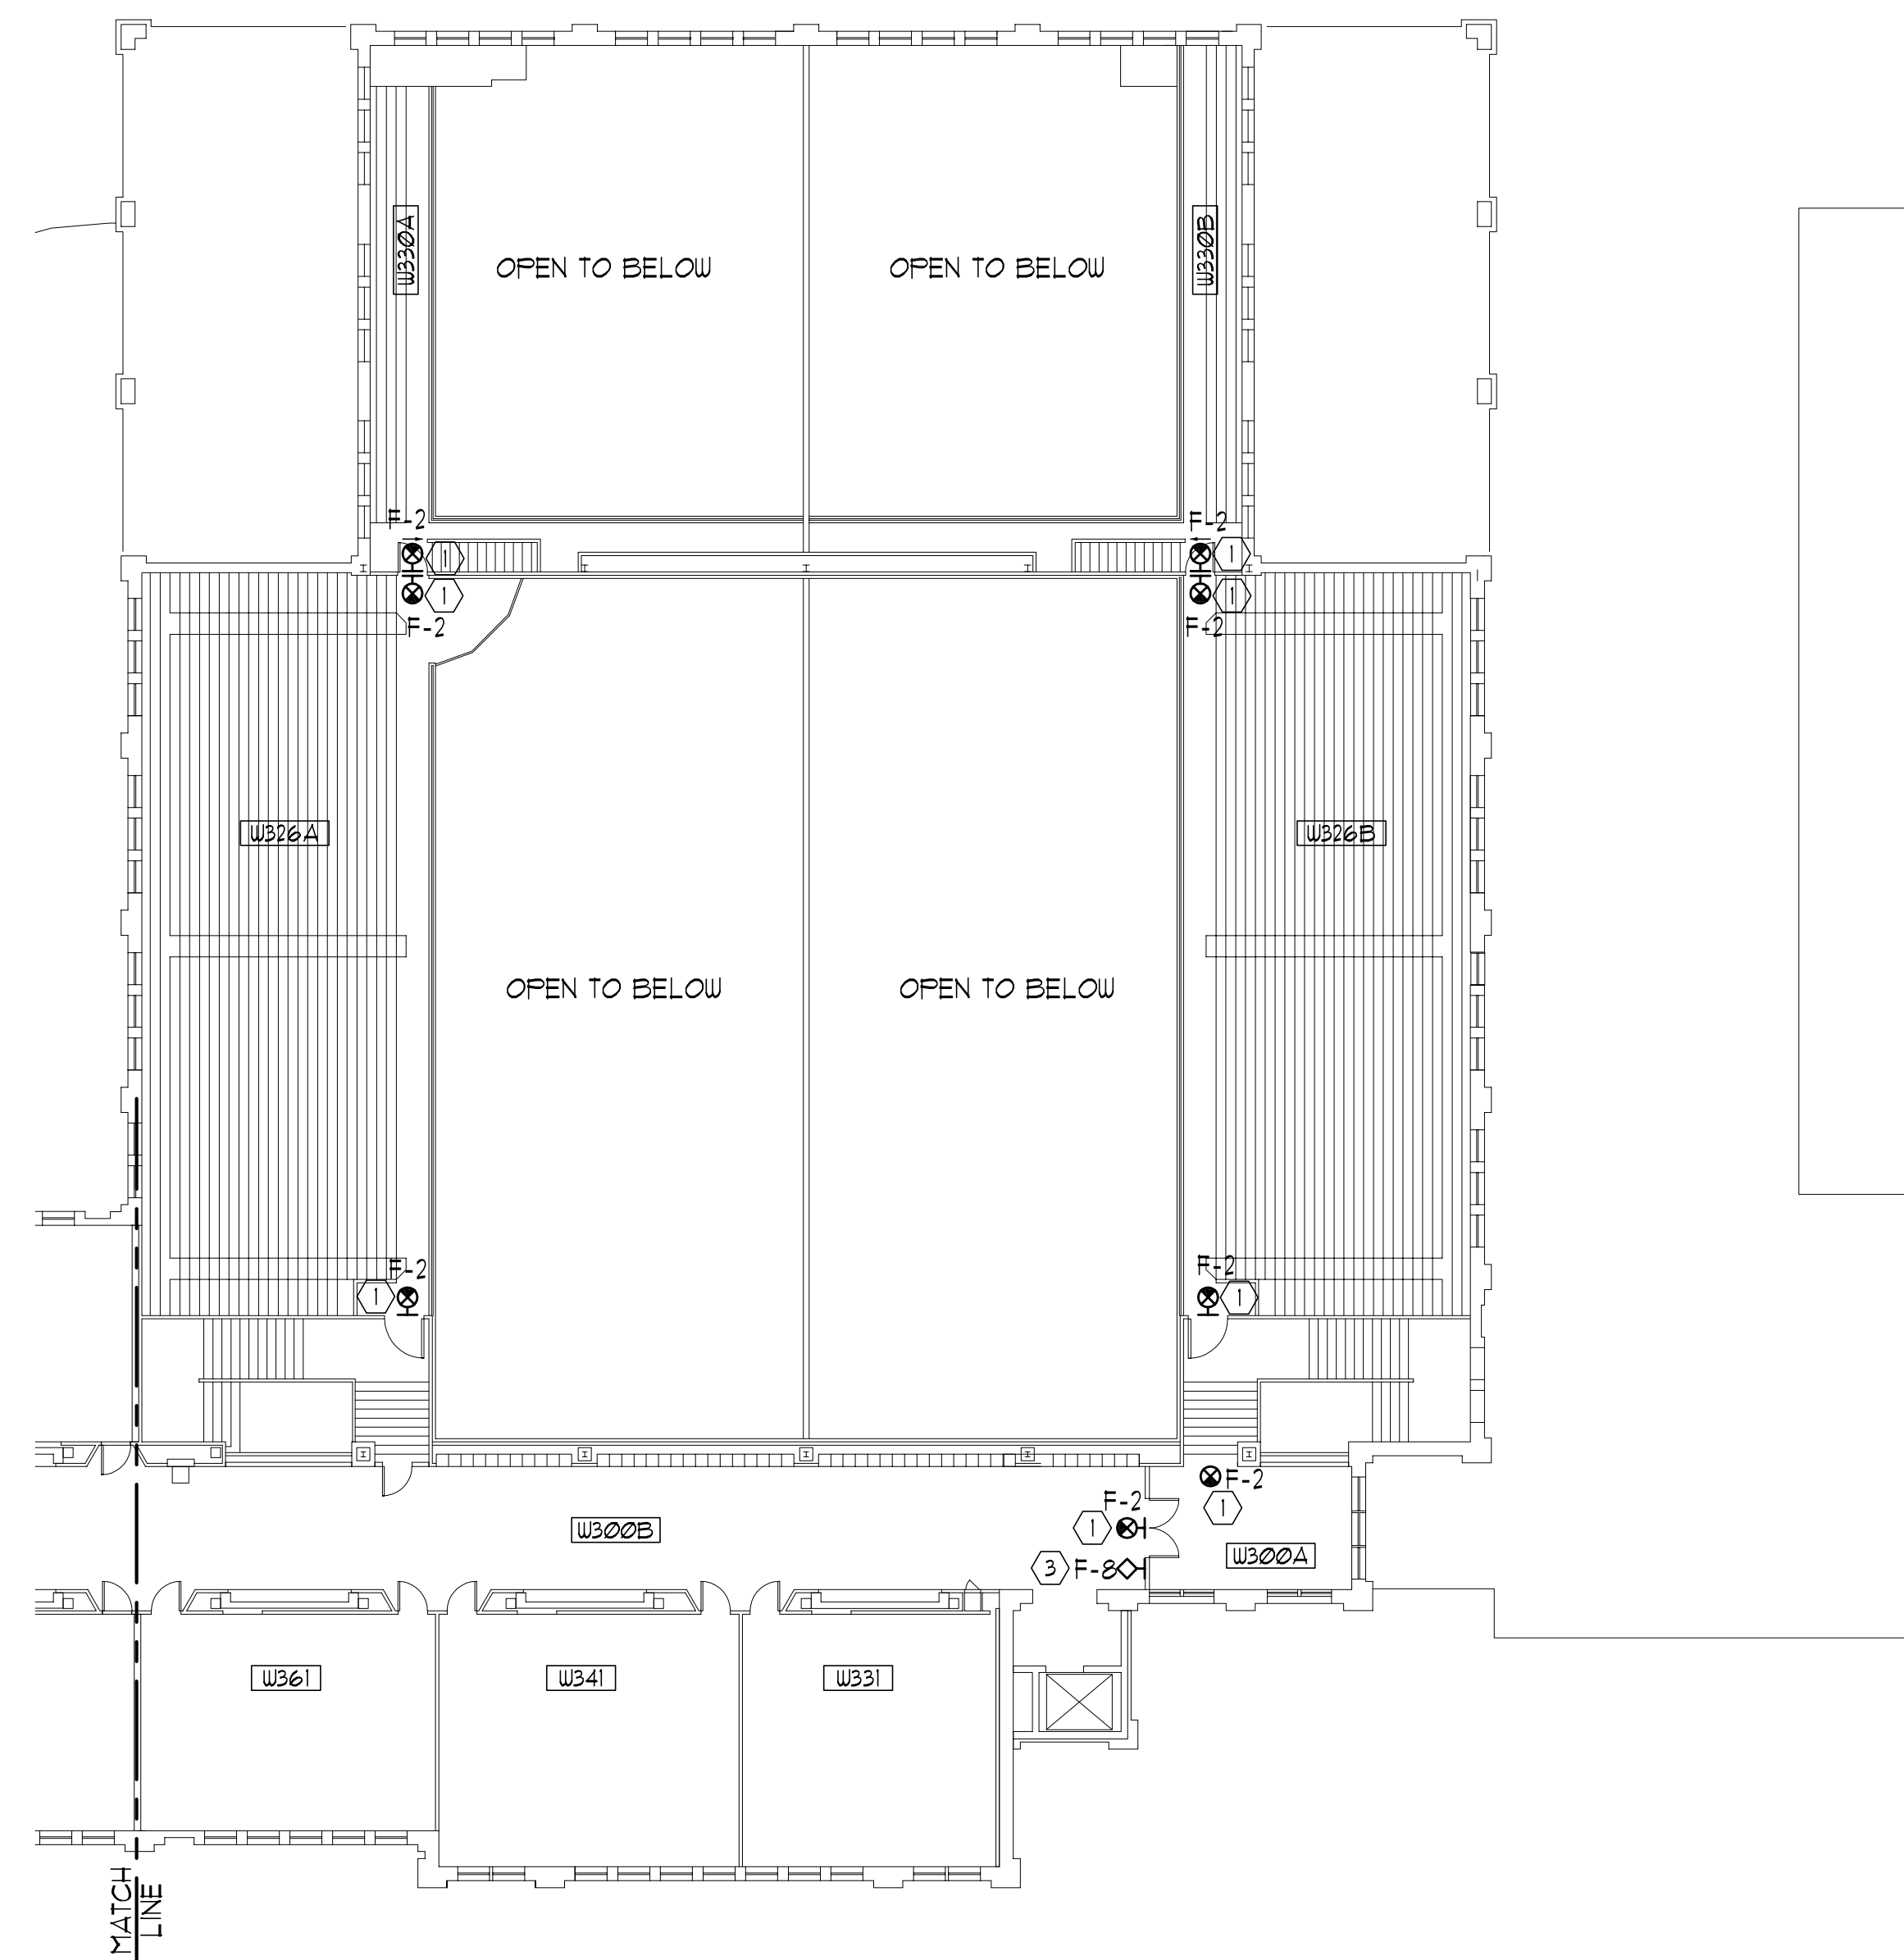 W330A
OPEN TO BELOW
OPEN TO BELOW
W330B
F-2
F-2
1
1
1
1
F-2
F-2
W326A
W326B
OPEN TO BELOW
OPEN TO BELOW
F-2
F-2
1
1
F-2
F-2
1
1
W300B
W300A
3
F-8
W361
W341
W331
MATCH
LINE